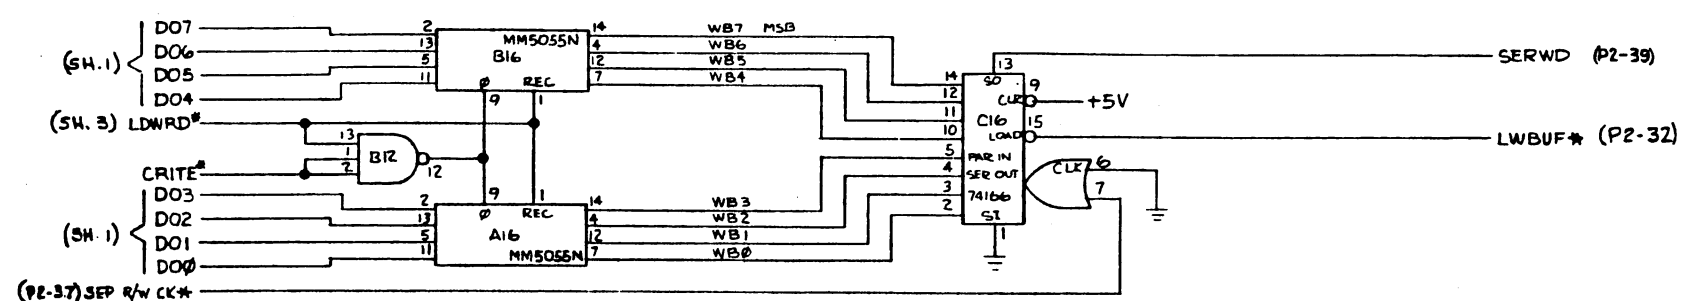 (SH.1)
DO7
DO6
DO5
DO4
2
13
5
11
MM5055N
B16
Ø REC
9 1
14
4
12
7
WB7 MSB
WB6
WB5
WB4
(SH.3) LDWRD*
13
1
2
B12
12
CRITE*
(SH.1)
DO3
DO2
DO1
DOØ
2
13
5
11
9 1
Ø REC
A16
MM5055N
14
4
12
7
WB3
WB2
WB1
WBØ
14
12
11
10
5
4
3
2
13
SO
9
CLR
+5V
C16
15
LOAD
PAR IN
SER OUT
74166
SI
1
CLK
6
7
SERWD (P2-39)
LWBUF* (P2-32)
(P2-37) SEP R/W CK*